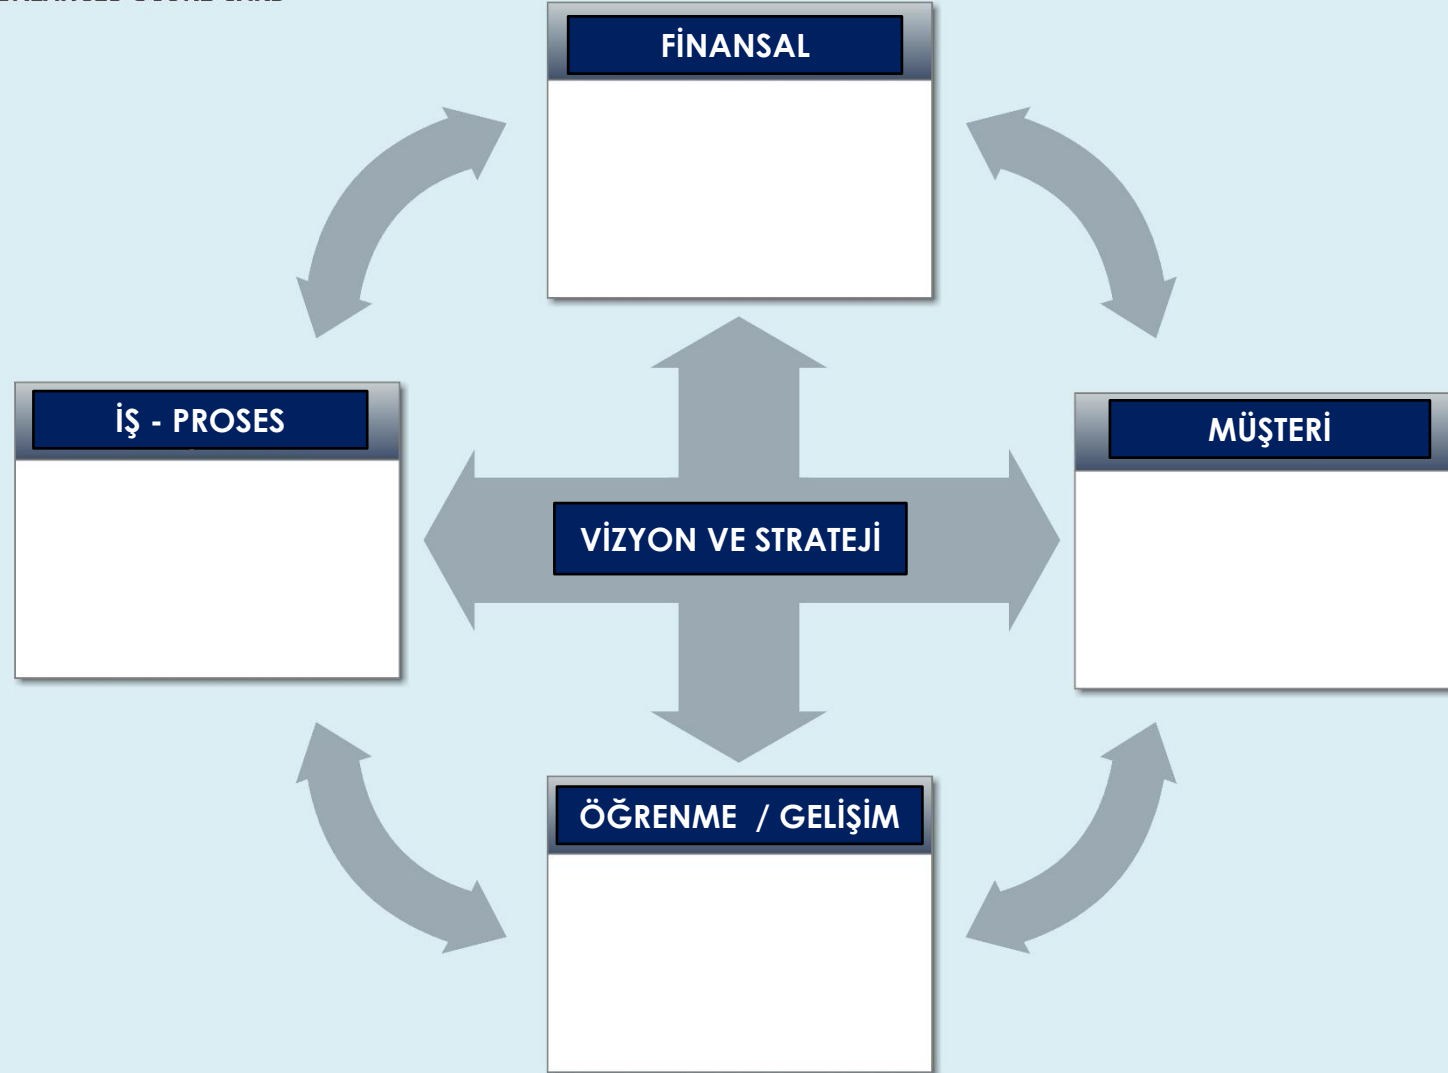 FİNANSAL
İŞ - PROSES
MÜŞTERİ
VİZYON VE STRATEJİ
ÖĞRENME / GELİŞİM